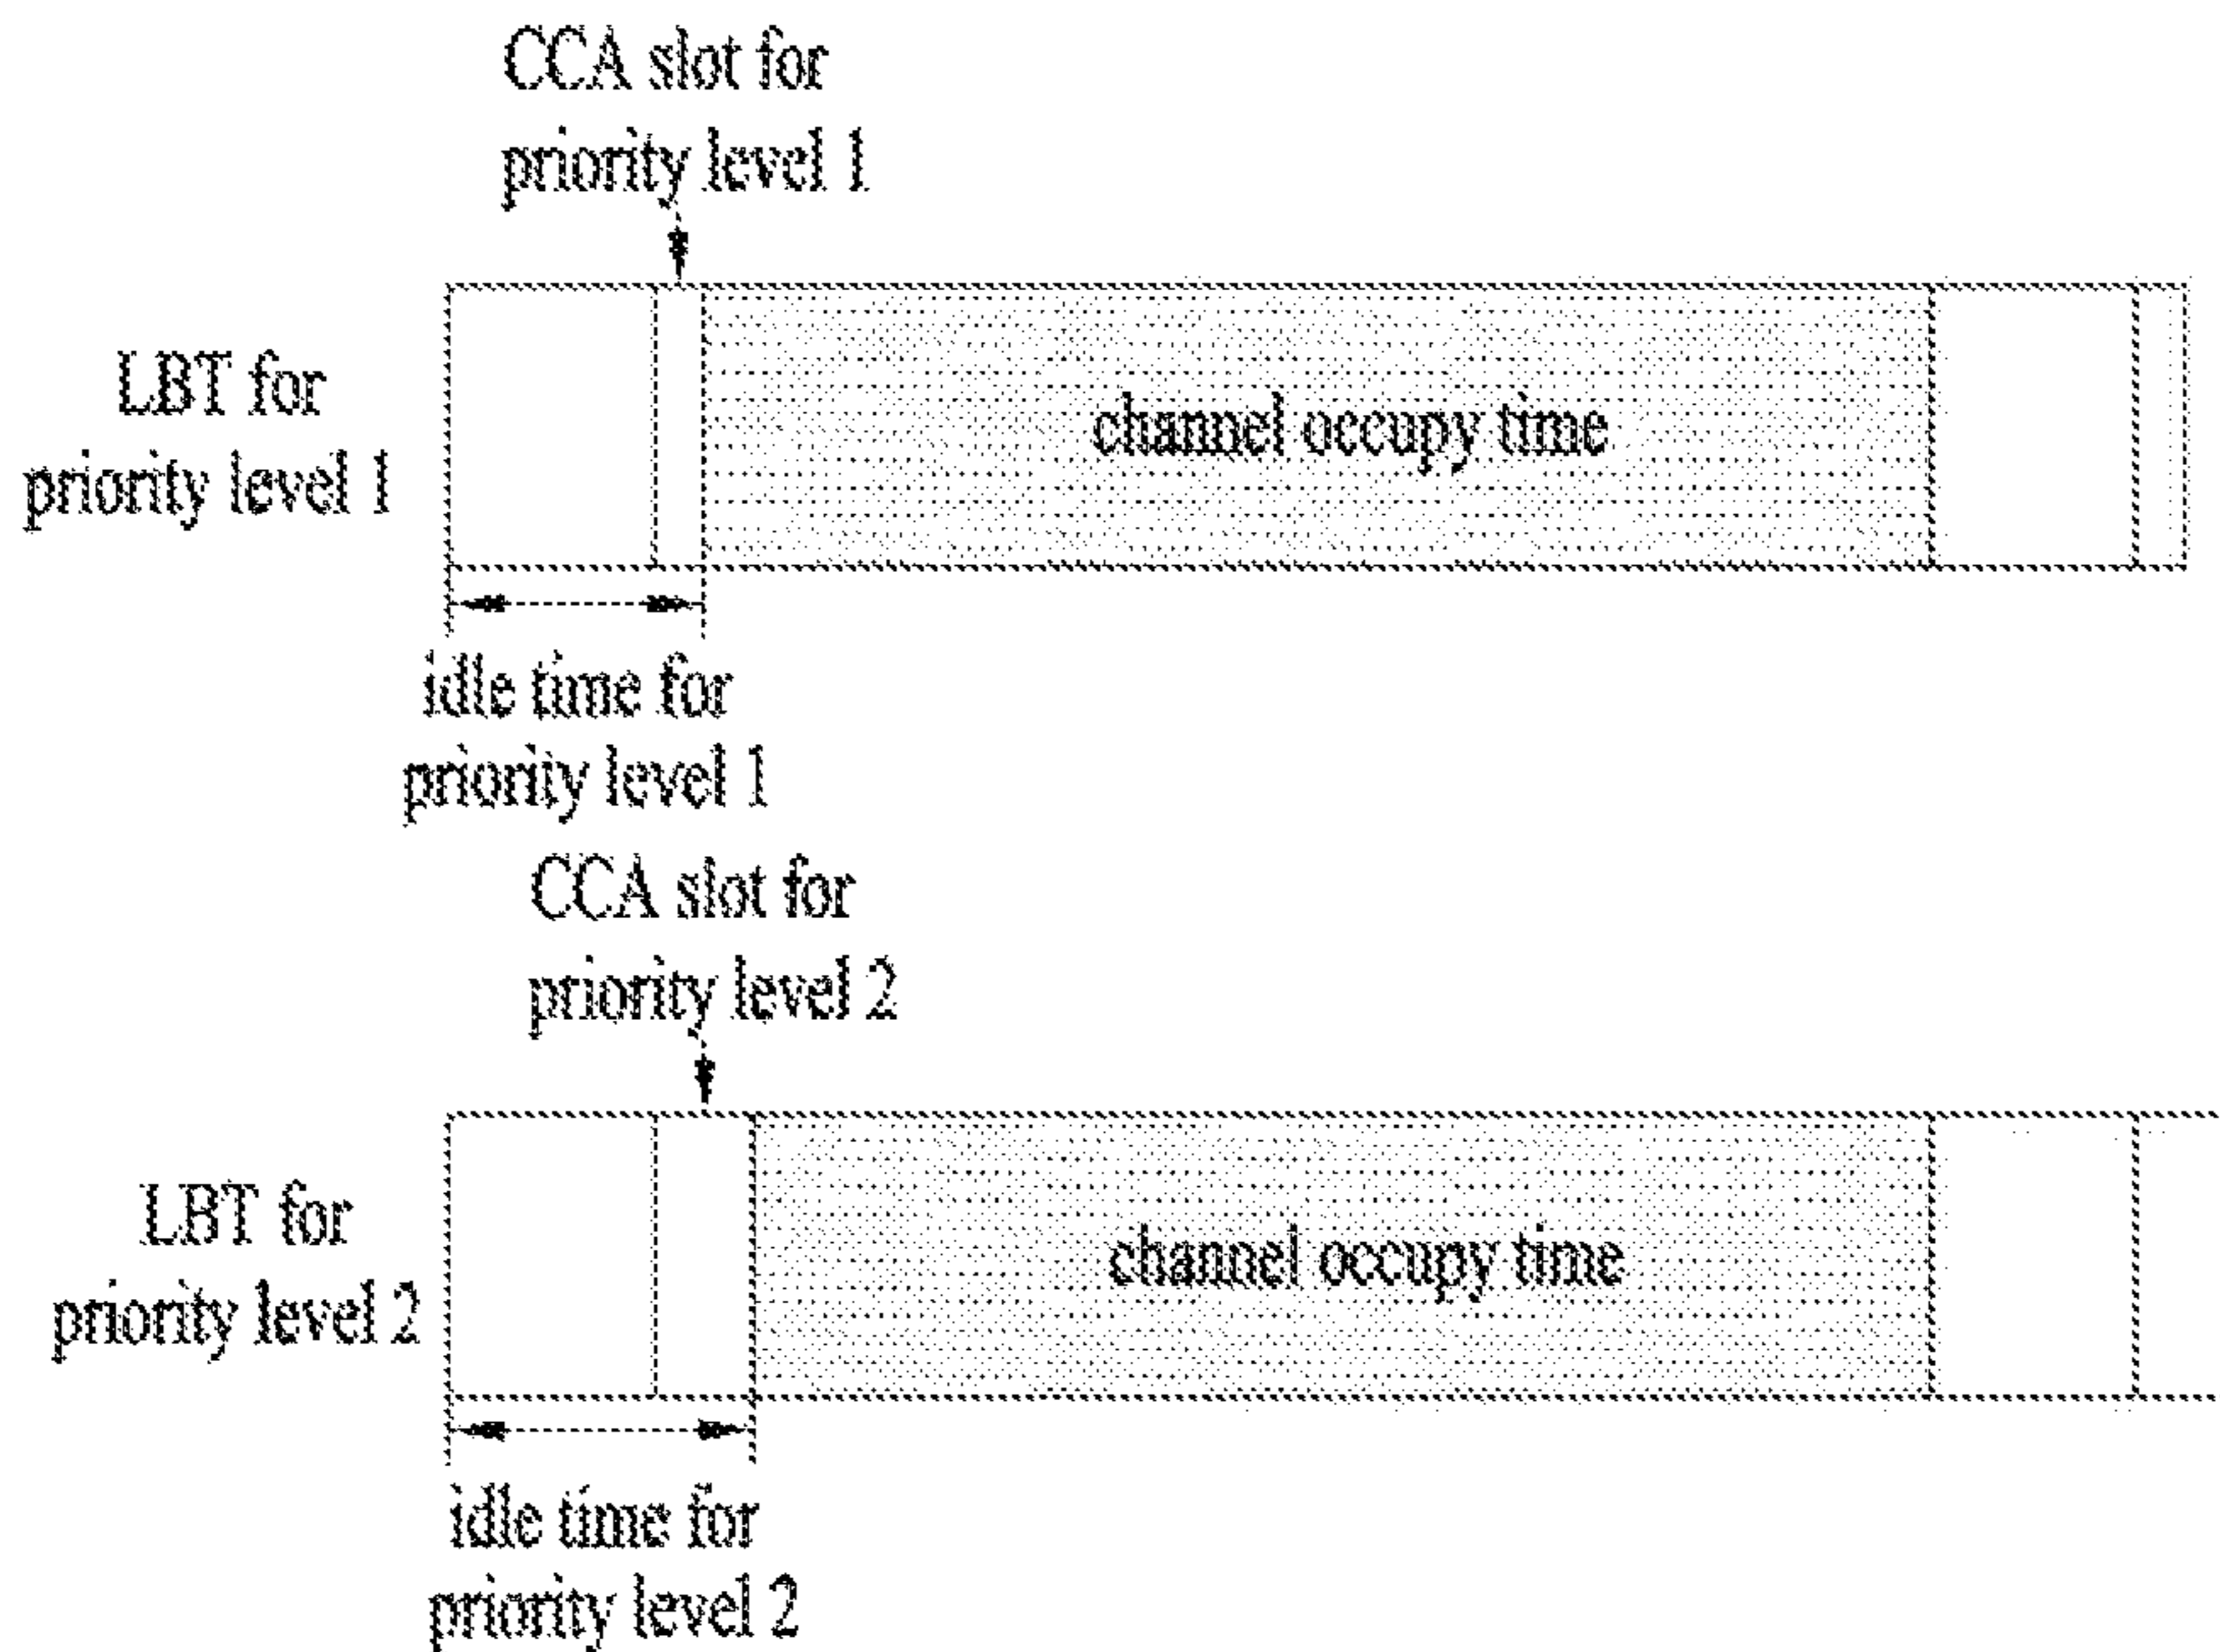 CCA slot for
priority level 1
LBT for
priority level 1
channel occupy time
idle time for
priority level 1
CCA slot for
priority level 2
LBT for
priority level 2
channel occupy time
idle time for
priority level 2